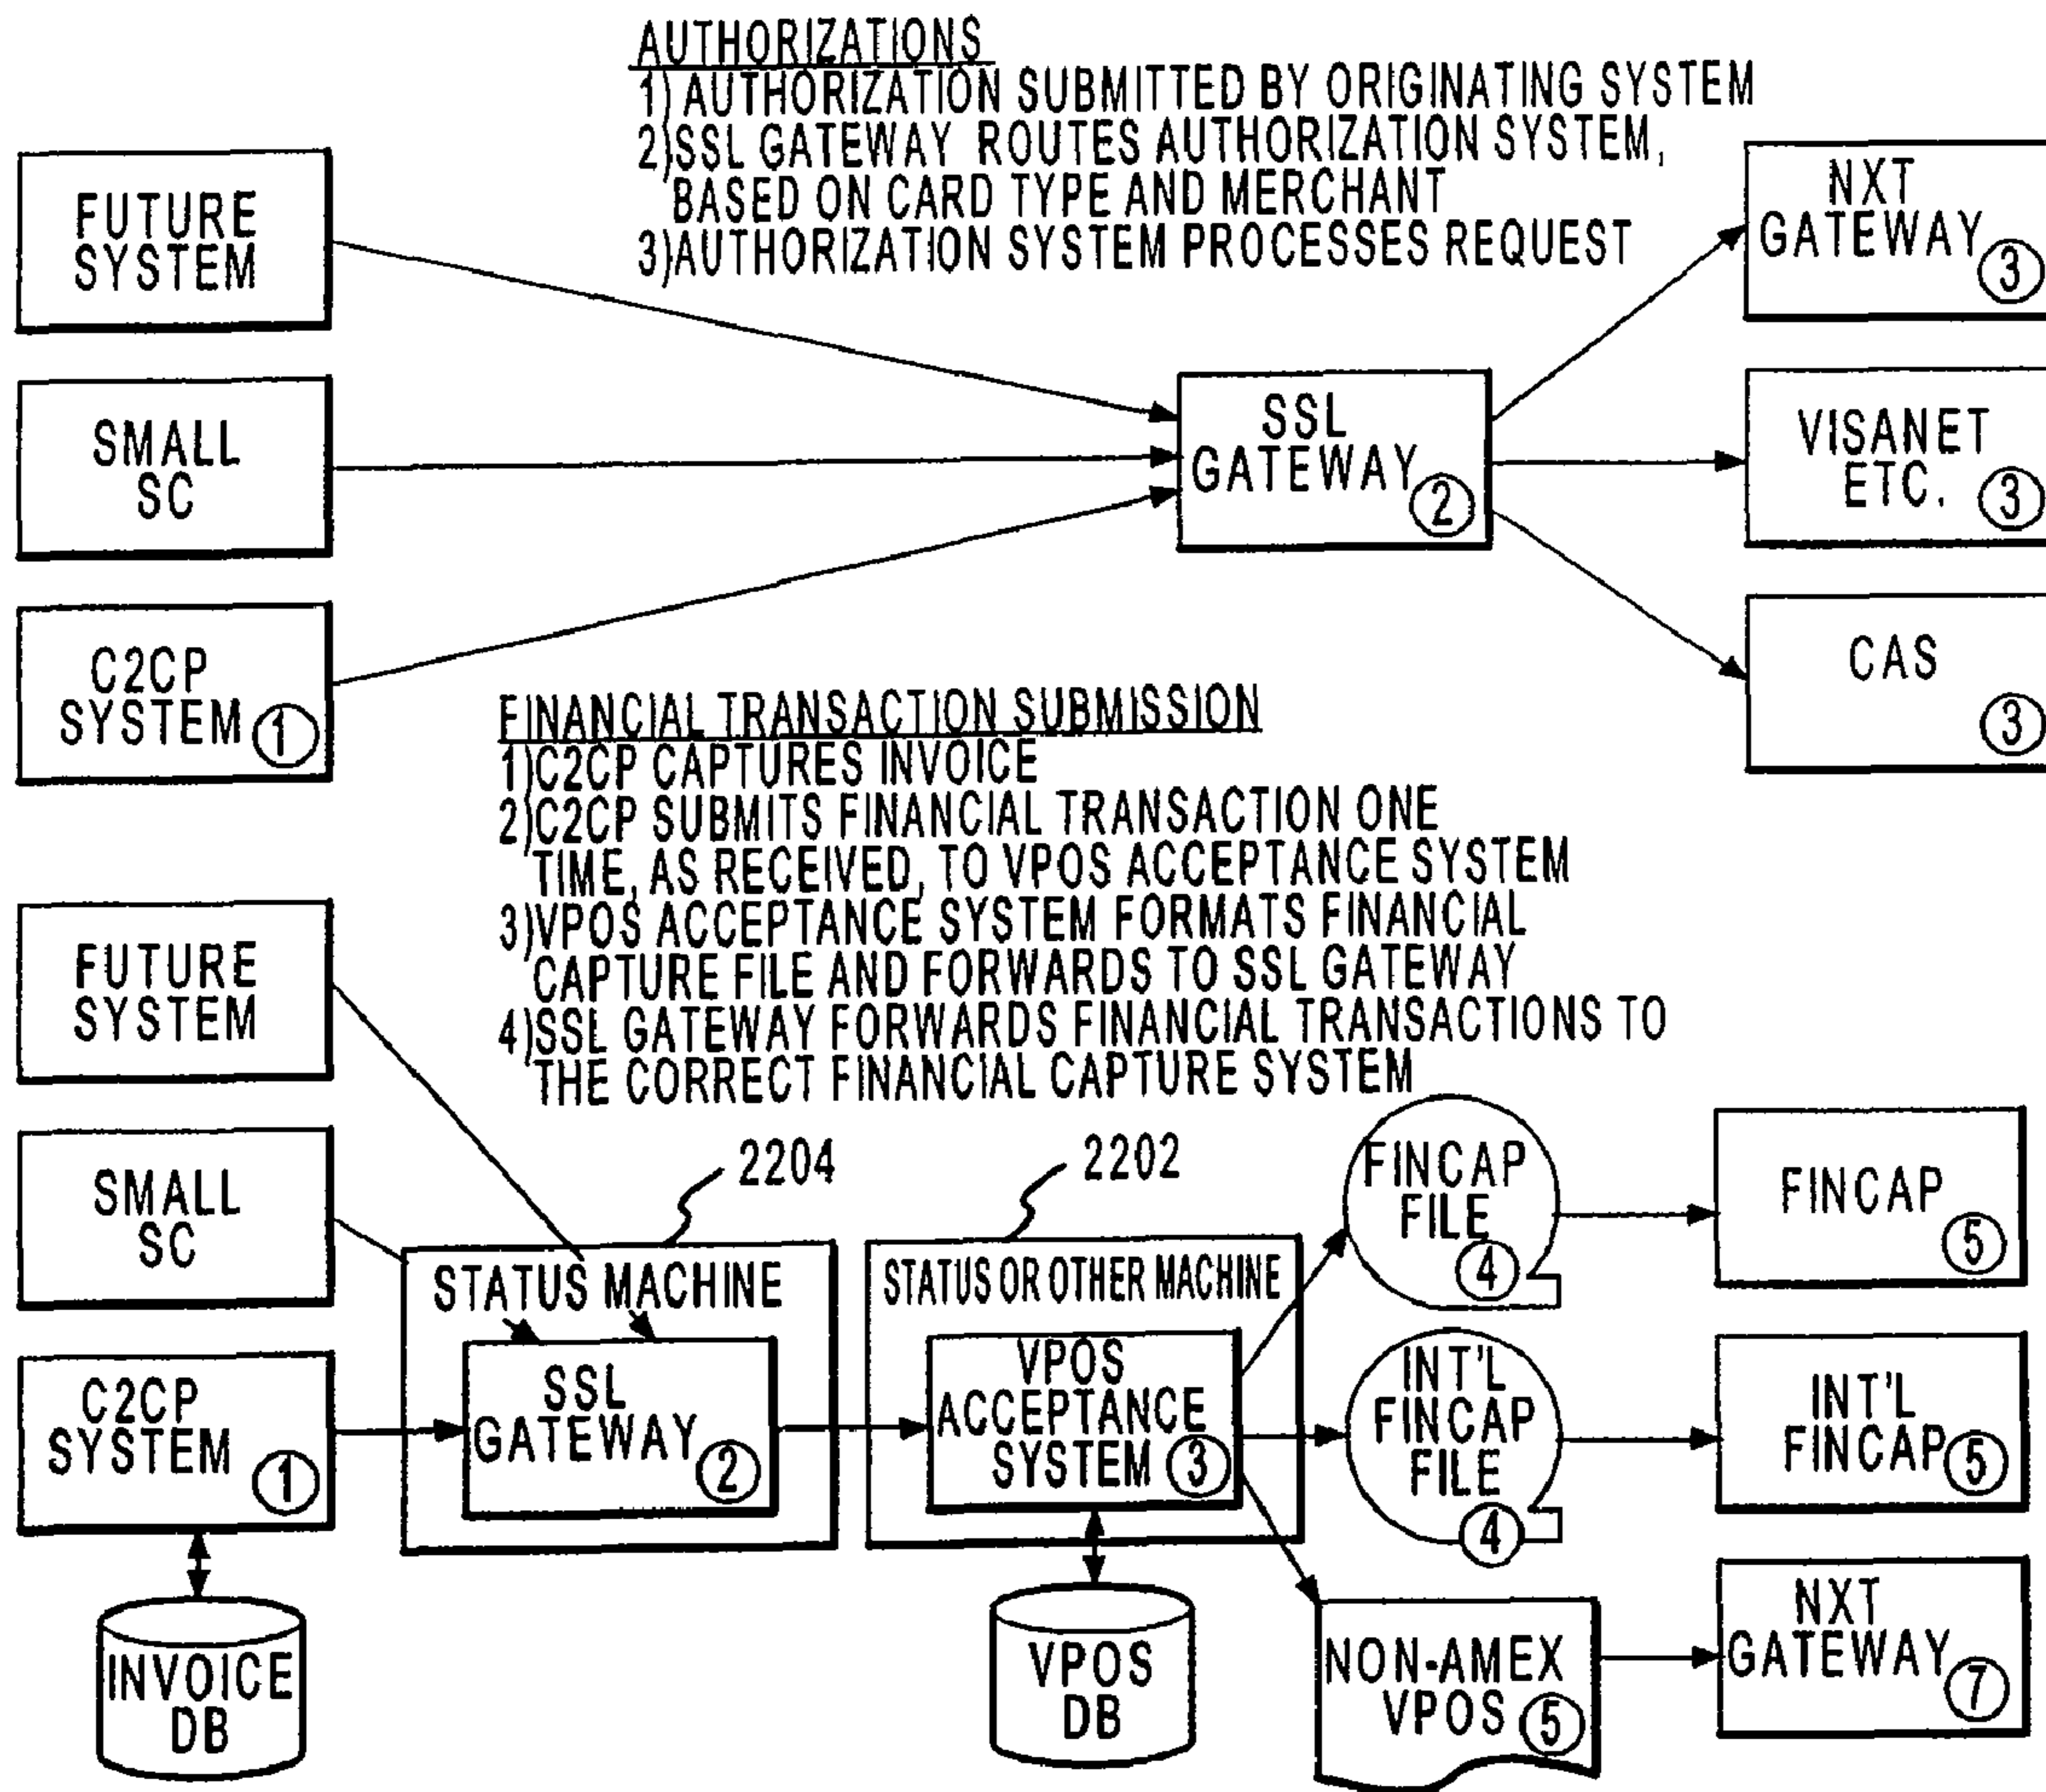 AUTHORIZATIONS
1) AUTHORIZATION SUBMITTED BY ORIGINATING SYSTEM
2) SSL GATEWAY ROUTES AUTHORIZATION SYSTEM,
BASED ON CARD TYPE AND MERCHANT
3) AUTHORIZATION SYSTEM PROCESSES REQUEST
FUTURE
SYSTEM
SMALL
SC
C2CP
SYSTEM 1
SSL
GATEWAY 2
NXT
GATEWAY 3
VISANET
ETC. 3
CAS
3
FINANCIAL TRANSACTION SUBMISSION
1) C2CP CAPTURES INVOICE
2) C2CP SUBMITS FINANCIAL TRANSACTION ONE
TIME, AS RECEIVED, TO VPOS ACCEPTANCE SYSTEM
3) VPOS ACCEPTANCE SYSTEM FORMATS FINANCIAL
CAPTURE FILE AND FORWARDS TO SSL GATEWAY
4) SSL GATEWAY FORWARDS FINANCIAL TRANSACTIONS TO
THE CORRECT FINANCIAL CAPTURE SYSTEM
FUTURE
SYSTEM
SMALL
SC
C2CP
SYSTEM 1
INVOICE
DB
2204
STATUS MACHINE
SSL
GATEWAY 2
2202
STATUS OR OTHER MACHINE
VPOS
ACCEPTANCE
SYSTEM 3
VPOS
DB
FINCAP
FILE
4
INT'L
FINCAP
FILE
4
NON-AMEX
VPOS 5
FINCAP
5
INT'L
FINCAP 5
NXT
GATEWAY 7